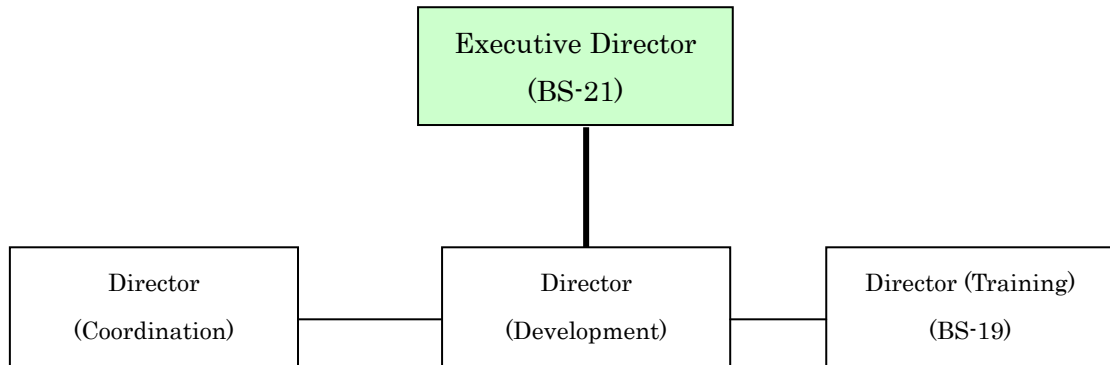 Executive Director
(BS-21)
Director
(Coordination)
Director
(Development)
Director (Training)
(BS-19)